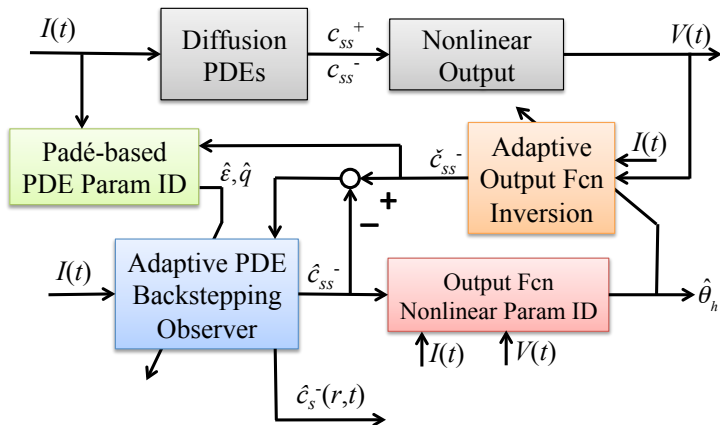 I(t)
Diffusion
PDEs
c_ss^+
c_ss^-
Nonlinear
Output
V(t)
Padé-based
PDE Param ID
ε̂, q̂
č_ss^-
Adaptive
Output Fcn
Inversion
I(t)
+
−
I(t)
Adaptive PDE
Backstepping
Observer
ĉ_ss^-
Output Fcn
Nonlinear Param ID
θ̂_h
I(t)
V(t)
ĉ_s^-(r,t)